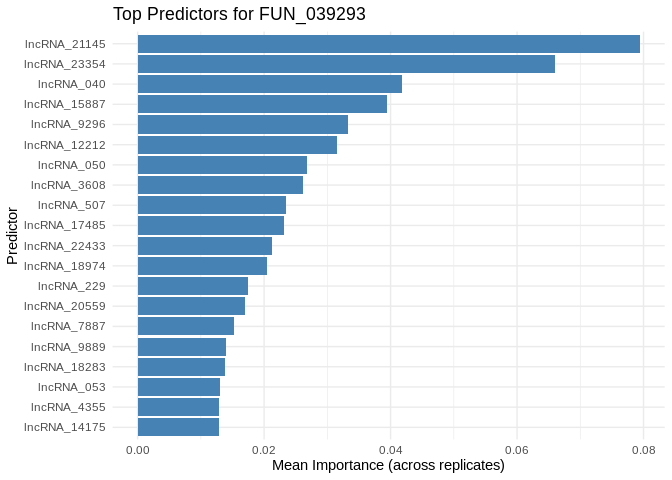 Top Predictors for FUN_039293
Predictor
lncRNA_21145
lncRNA_23354
lncRNA_040
lncRNA_15887
lncRNA_9296
lncRNA_12212
lncRNA_050
lncRNA_3608
lncRNA_507
lncRNA_17485
lncRNA_22433
lncRNA_18974
lncRNA_229
lncRNA_20559
lncRNA_7887
lncRNA_9889
lncRNA_18283
lncRNA_053
lncRNA_4355
lncRNA_14175
0.00 0.02 0.04 0.06 0.08
Mean Importance (across replicates)